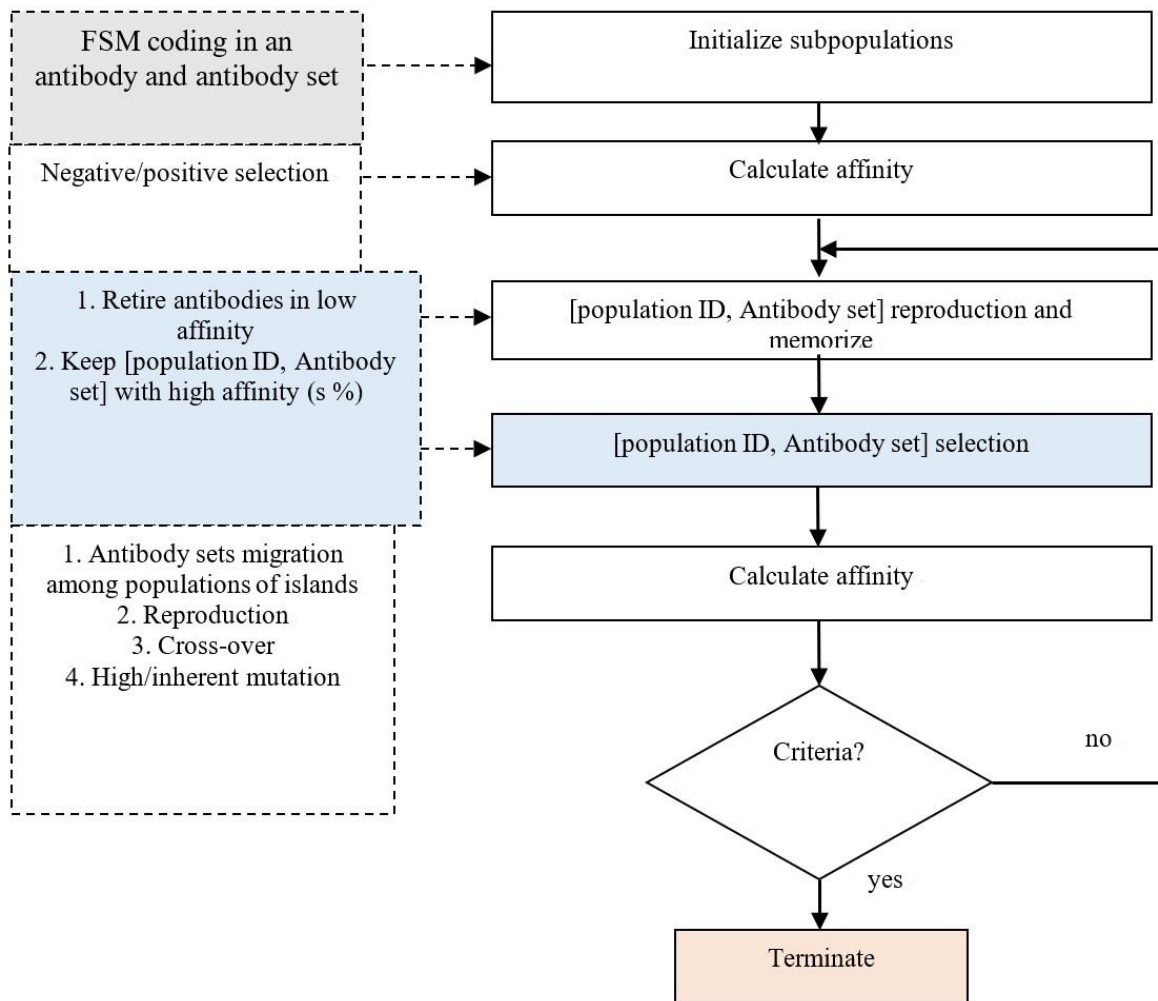 FSM coding in an
antibody and antibody set
Initialize subpopulations
Negative/positive selection
Calculate affinity
1. Retire antibodies in low
affinity
2. Keep [population ID, Antibody
set] with high affinity (s %)
[population ID, Antibody set] reproduction and
memorize
[population ID, Antibody set] selection
1. Antibody sets migration
among populations of islands
2. Reproduction
3. Cross-over
4. High/inherent mutation
Calculate affinity
Criteria?
no
yes
Terminate